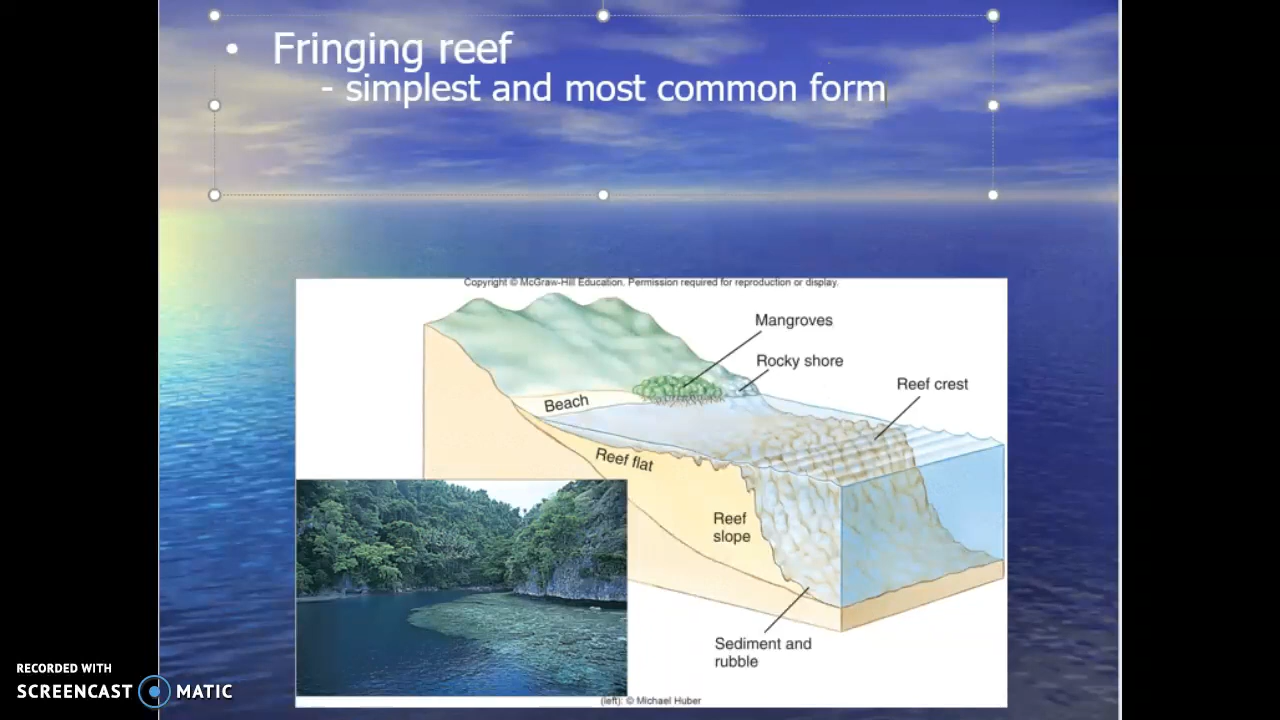 • Fringing reef
- simplest and most common form
Copyright © McGraw-Hill Education. Permission required for reproduction or display.
Mangroves
Rocky shore
Reef crest
Beach
Reef flat
Reef
slope
Sediment and
rubble
(left): © Michael Huber
RECORDED WITH
SCREENCAST MATIC